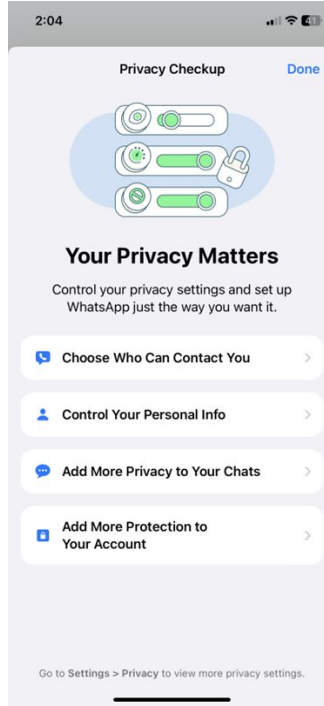 2:04
41
Privacy Checkup
Done
Your Privacy Matters
Control your privacy settings and set up
WhatsApp just the way you want it.
Choose Who Can Contact You
Control Your Personal Info
Add More Privacy to Your Chats
Add More Protection to
Your Account
Go to Settings > Privacy to view more privacy settings.